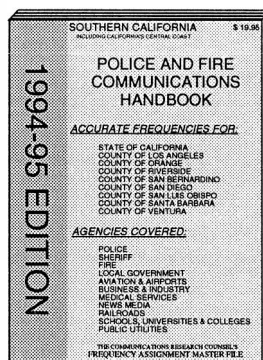 SOUTHERN CALIFORNIA $ 19.95
INCLUDING CALIFORNIA'S CENTRAL COAST
1994-95 EDITION
POLICE AND FIRE
COMMUNICATIONS
HANDBOOK
ACCURATE FREQUENCIES FOR:
STATE OF CALIFORNIA
COUNTY OF LOS ANGELES
COUNTY OF ORANGE
COUNTY OF RIVERSIDE
COUNTY OF SAN BERNARDINO
COUNTY OF SAN DIEGO
COUNTY OF SAN LUIS OBISPO
COUNTY OF SANTA BARBARA
COUNTY OF VENTURA
AGENCIES COVERED:
POLICE
SHERIFF
FIRE
LOCAL GOVERNMENT
AVIATION & AIRPORTS
BUSINESS & INDUSTRY
MEDICAL SERVICES
NEWS MEDIA
RAILROADS
SCHOOLS, UNIVERSITIES & COLLEGES
PUBLIC UTILITIES
THE COMMUNICATIONS RESEARCH COUNSEL'S
FREQUENCY ASSIGNMENT MASTER FILE